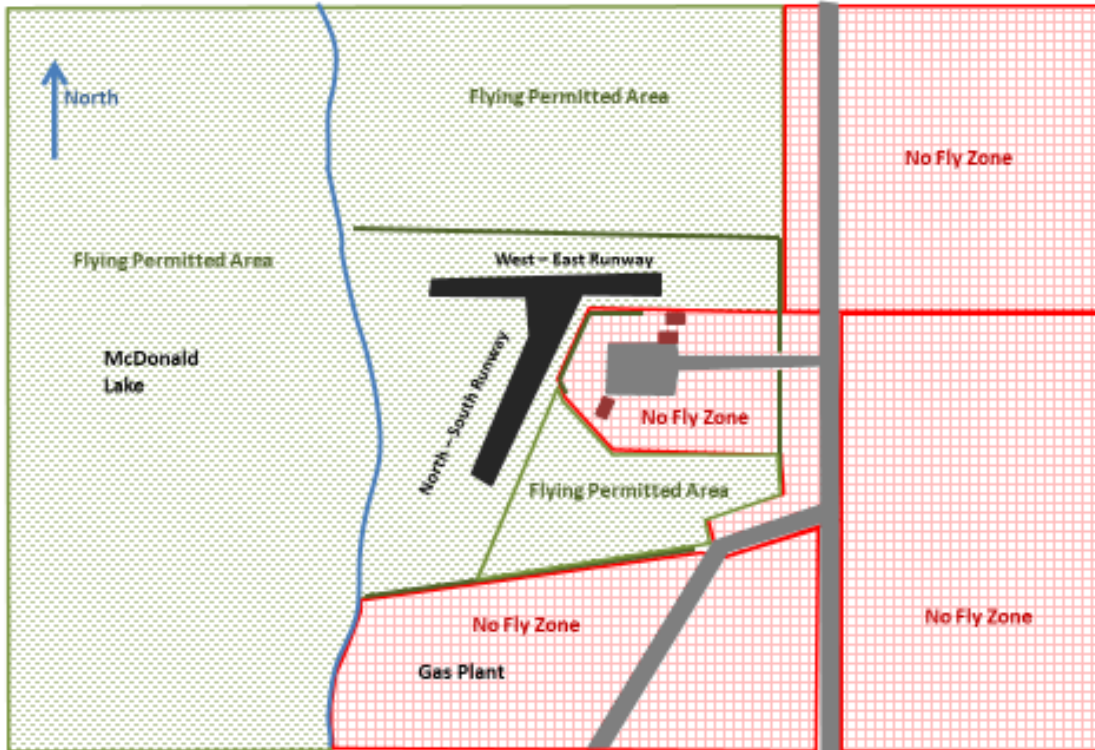 North
Flying Permitted Area
No Fly Zone
Flying Permitted Area
West – East Runway
McDonald
Lake
North – South Runway
No Fly Zone
Flying Permitted Area
No Fly Zone
No Fly Zone
Gas Plant